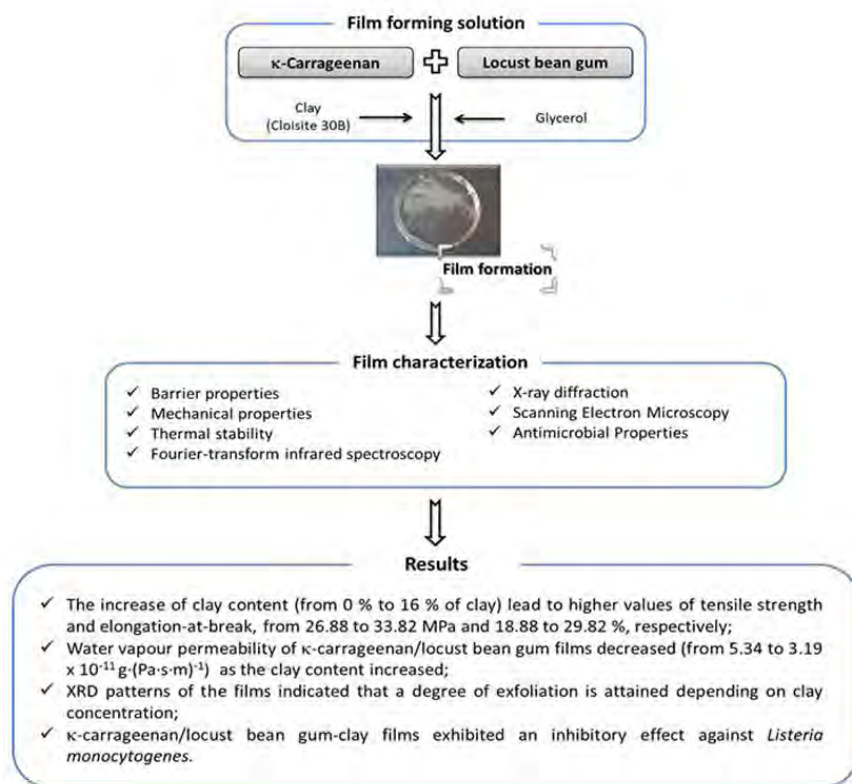 Film forming solution
κ-Carrageenan
Locust bean gum
Clay
(Cloisite 30B)
Glycerol
Film formation
Film characterization
✓ Barrier properties
✓ Mechanical properties
✓ Thermal stability
✓ Fourier-transform infrared spectroscopy
✓ X-ray diffraction
✓ Scanning Electron Microscopy
✓ Antimicrobial Properties
Results
✓ The increase of clay content (from 0 % to 16 % of clay) lead to higher values of tensile strength
and elongation-at-break, from 26.88 to 33.82 MPa and 18.88 to 29.82 %, respectively;
✓ Water vapour permeability of κ-carrageenan/locust bean gum films decreased (from 5.34 to 3.19
x 10⁻¹¹ g·(Pa·s·m)⁻¹) as the clay content increased;
✓ XRD patterns of the films indicated that a degree of exfoliation is attained depending on clay
concentration;
✓ κ-carrageenan/locust bean gum-clay films exhibited an inhibitory effect against Listeria
monocytogenes.